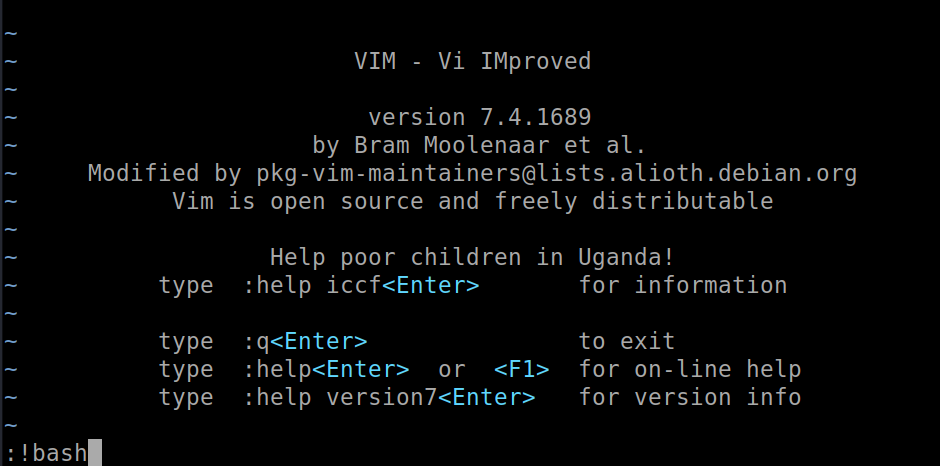 ~
~ VIM - Vi IMproved
~
~ version 7.4.1689
~ by Bram Moolenaar et al.
~ Modified by pkg-vim-maintainers@lists.alioth.debian.org
~ Vim is open source and freely distributable
~
~ Help poor children in Uganda!
~ type :help iccf<Enter> for information
~
~ type :q<Enter> to exit
~ type :help<Enter> or <F1> for on-line help
~ type :help version7<Enter> for version info
~
:!bash